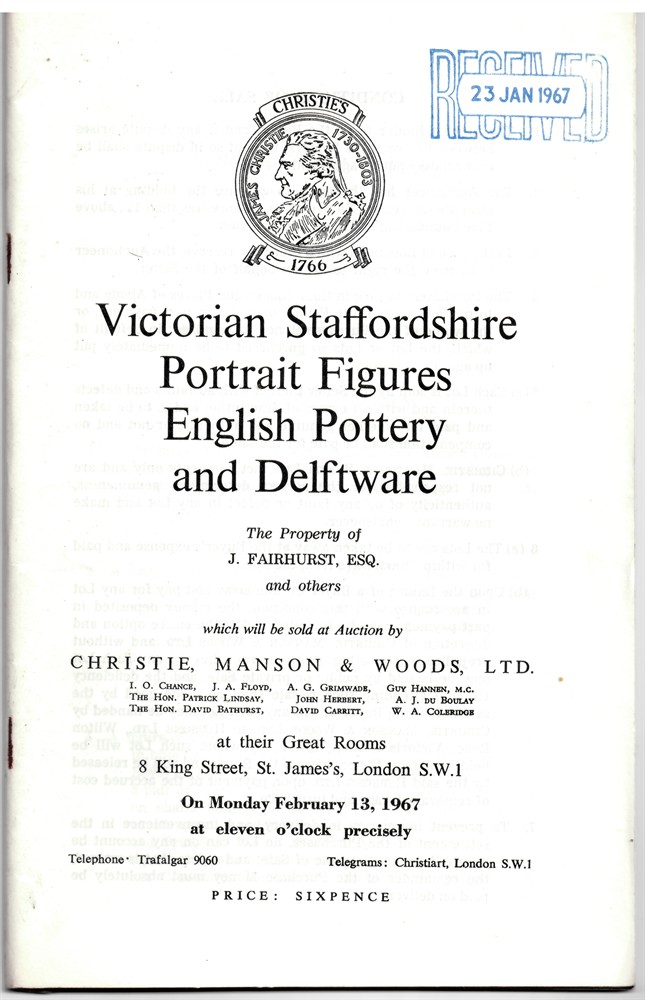 RECEIVED
23 JAN 1967
CHRISTIE'S
JAMES CHRISTIE 1730-1803
1766
Victorian Staffordshire
Portrait Figures
English Pottery
and Delftware
The Property of
J. FAIRHURST, ESQ.
and others
which will be sold at Auction by
CHRISTIE, MANSON & WOODS, LTD.
I. O. CHANCE, J. A. FLOYD, A. G. GRIMWADE, GUY HANNEN, M.C.
THE HON. PATRICK LINDSAY, JOHN HERBERT, A. J. DU BOULAY
THE HON. DAVID BATHURST, DAVID CARRITT, W. A. COLERIDGE
at their Great Rooms
8 King Street, St. James's, London S.W.1
On Monday February 13, 1967
at eleven o'clock precisely
Telephone· Trafalgar 9060 Telegrams: Christiart, London S.W.1
PRICE: SIXPENCE